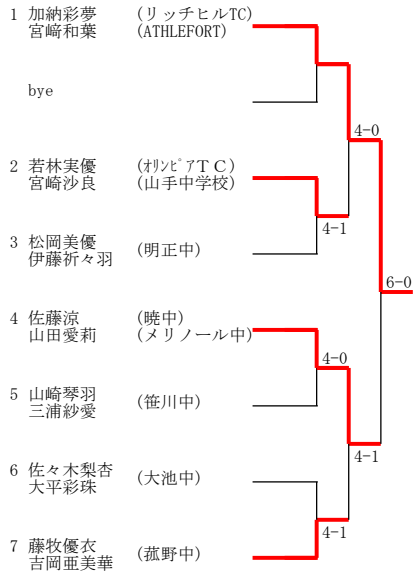 1 加納彩夢 (リッチヒルTC)
宮﨑和葉 (ATHLEFORT)
bye
4-0
2 若林実優 (ｵﾘﾝﾋﾟｱＴＣ)
宮崎沙良 (山手中学校)
4-1
3 松岡美優
伊藤祈々羽 (明正中)
6-0
4 佐藤涼 (暁中)
山田愛莉 (メリノール中)
4-0
5 山崎琴羽
三浦紗愛 (笹川中)
4-1
6 佐々木梨杏
大平彩珠 (大池中)
4-1
7 藤牧優衣
吉岡亜美華 (菰野中)